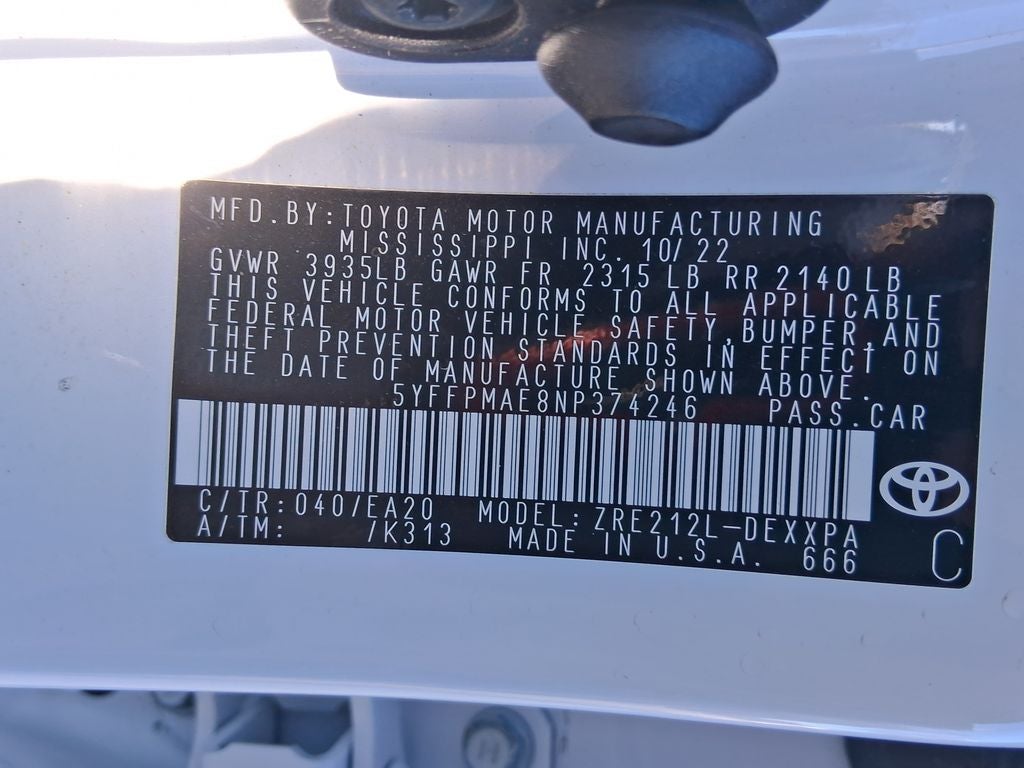 MFD.BY:TOYOTA MOTOR MANUFACTURING
MISSISSIPPI INC. 10/22
GVWR 3935LB GAWR FR 2315 LB RR 2140 LB
THIS VEHICLE CONFORMS TO ALL APPLICABLE
FEDERAL MOTOR VEHICLE SAFETY,BUMPER,AND
THEFT PREVENTION STANDARDS IN EFFECT ON
THE DATE OF MANUFACTURE SHOWN ABOVE.
5YFFPMAE8NP374246 PASS.CAR
C/TR:040/EA20 MODEL:ZRE212L-DEXXPA
A/TM: /K313 MADE IN U.S.A. 666 C